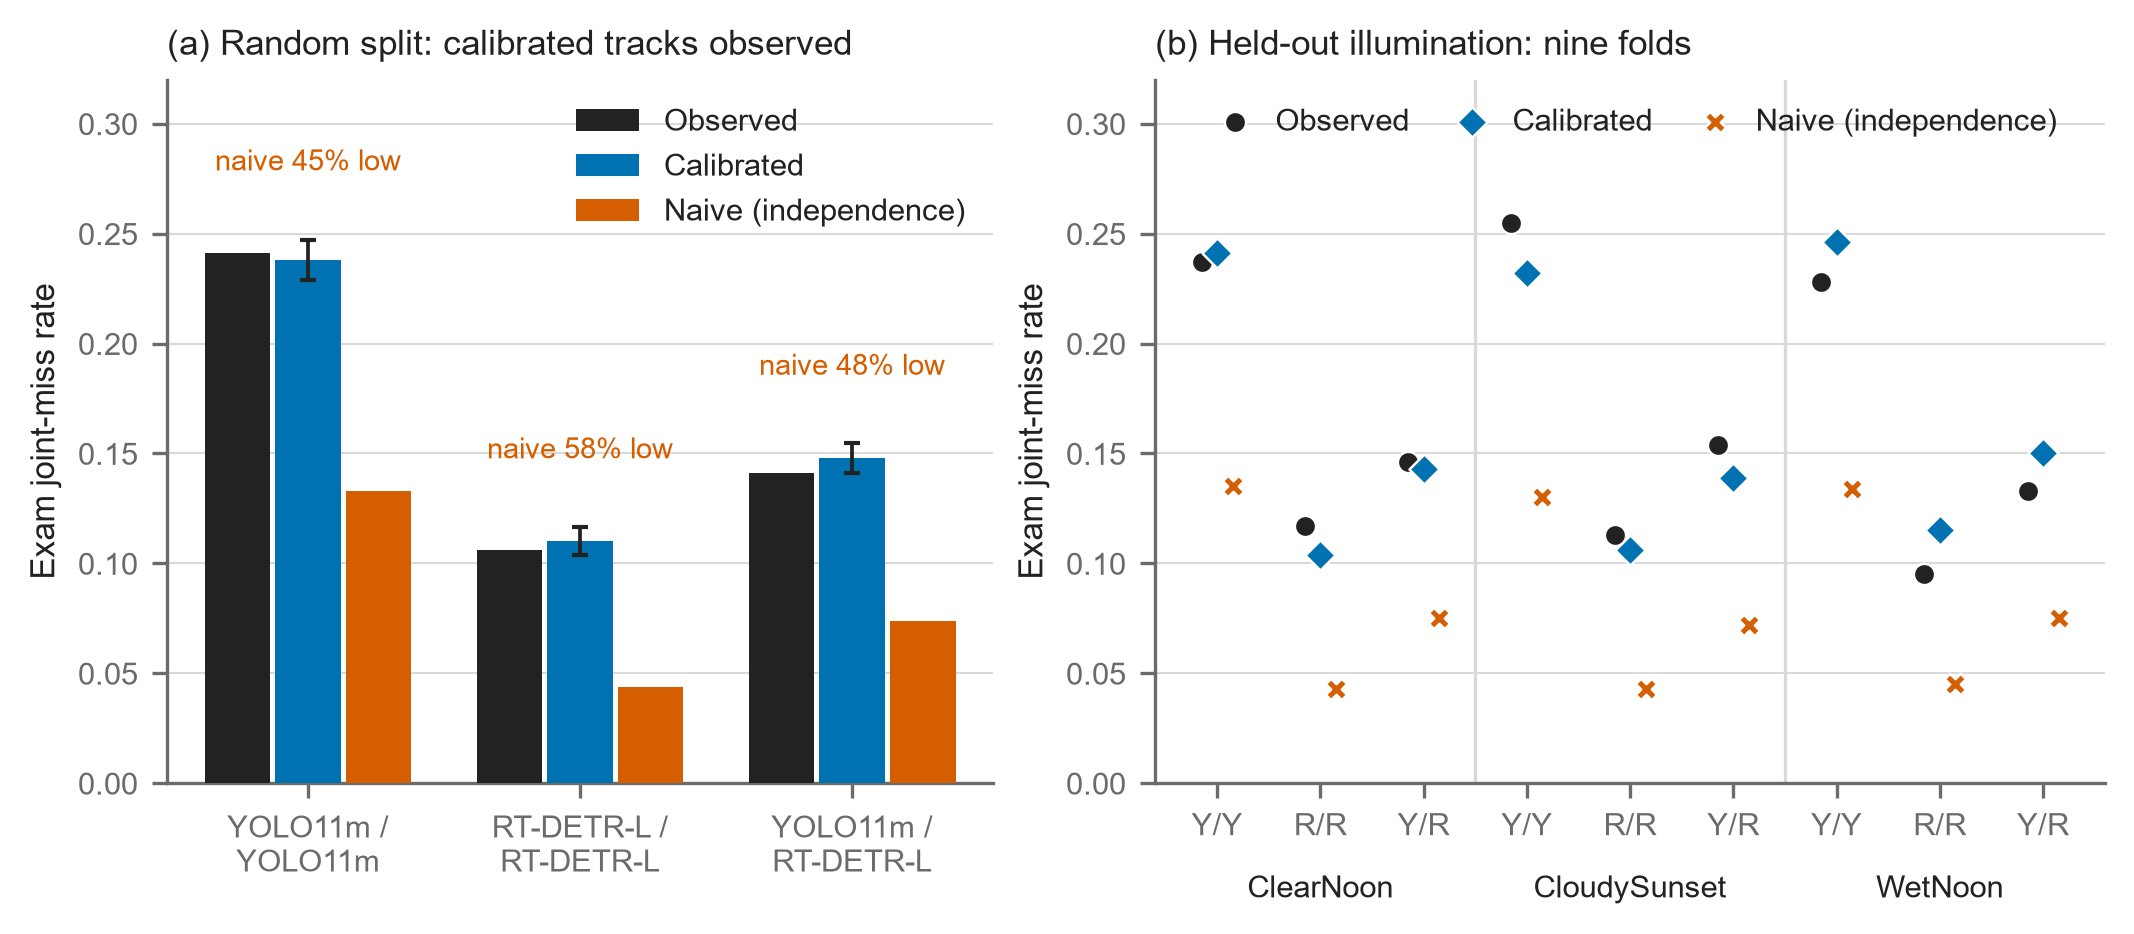 (a) Random split: calibrated tracks observed
Exam joint-miss rate
0.30
0.25
0.20
0.15
0.10
0.05
0.00
Observed
Calibrated
Naive (independence)
naive 45% low
naive 58% low
naive 48% low
YOLO11m /
YOLO11m
RT-DETR-L /
RT-DETR-L
YOLO11m /
RT-DETR-L
(b) Held-out illumination: nine folds
Exam joint-miss rate
0.30
0.25
0.20
0.15
0.10
0.05
0.00
Observed Calibrated Naive (independence)
Y/Y R/R Y/R Y/Y R/R Y/R Y/Y R/R Y/R
ClearNoon CloudySunset WetNoon